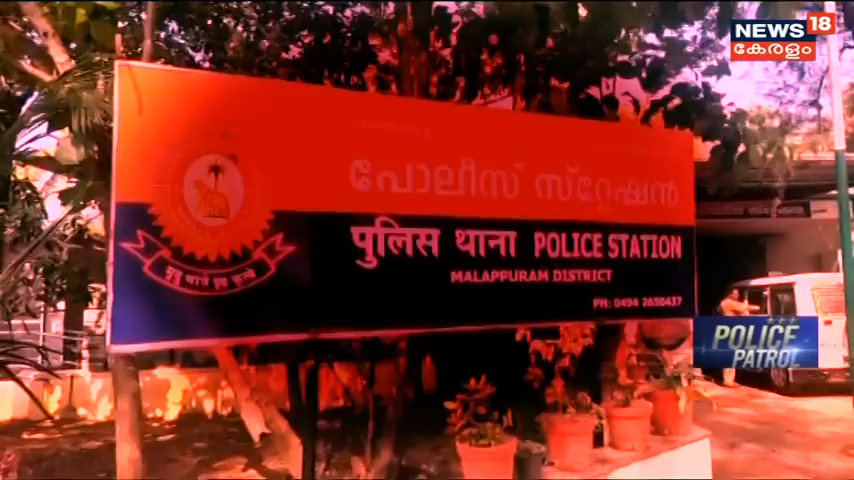 NEWS 18
കേരളം
പോലീസ് സ്റ്റേഷൻ
पुलिस थाना POLICE STATION
MALAPPURAM DISTRICT
PH: 0494 2650437
POLICE
PATROL